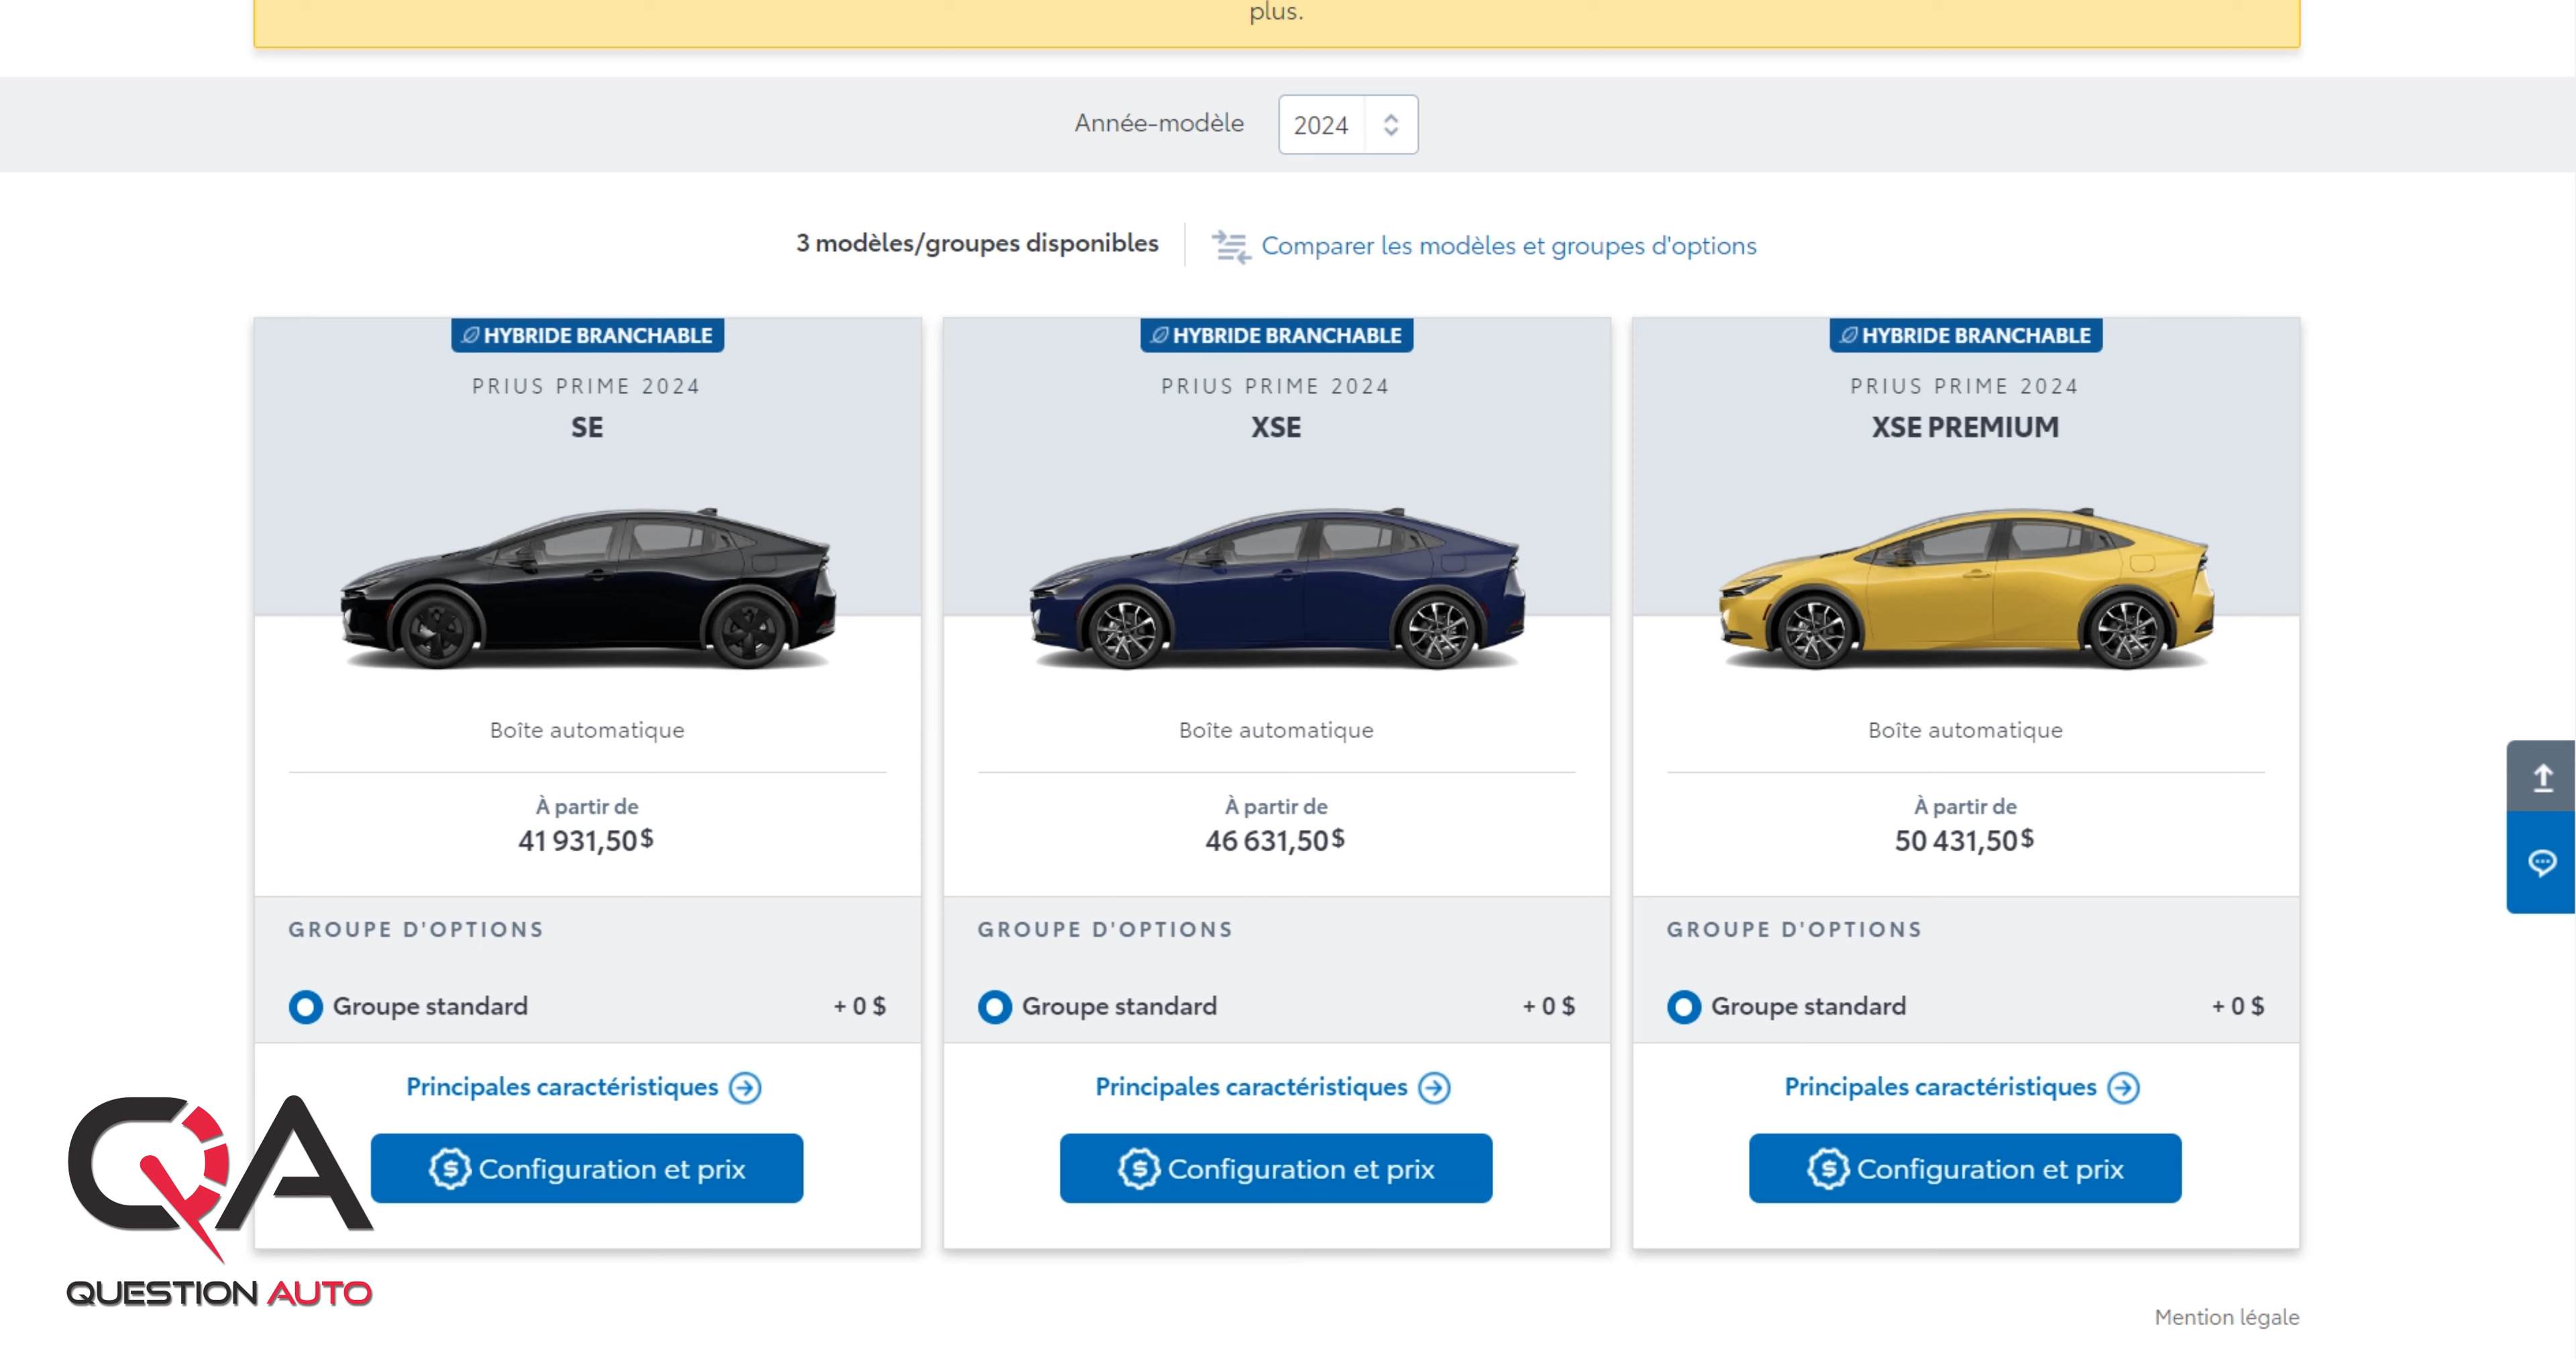 plus.
Année-modèle 2024
3 modèles/groupes disponibles Comparer les modèles et groupes d'options
HYBRIDE BRANCHABLE
PRIUS PRIME 2024
SE
Boîte automatique
À partir de
41 931,50$
GROUPE D'OPTIONS
Groupe standard + 0 $
Principales caractéristiques
Configuration et prix
HYBRIDE BRANCHABLE
PRIUS PRIME 2024
XSE
Boîte automatique
À partir de
46 631,50$
GROUPE D'OPTIONS
Groupe standard + 0 $
Principales caractéristiques
Configuration et prix
HYBRIDE BRANCHABLE
PRIUS PRIME 2024
XSE PREMIUM
Boîte automatique
À partir de
50 431,50$
GROUPE D'OPTIONS
Groupe standard + 0 $
Principales caractéristiques
Configuration et prix
QA
QUESTION AUTO
Mention légale